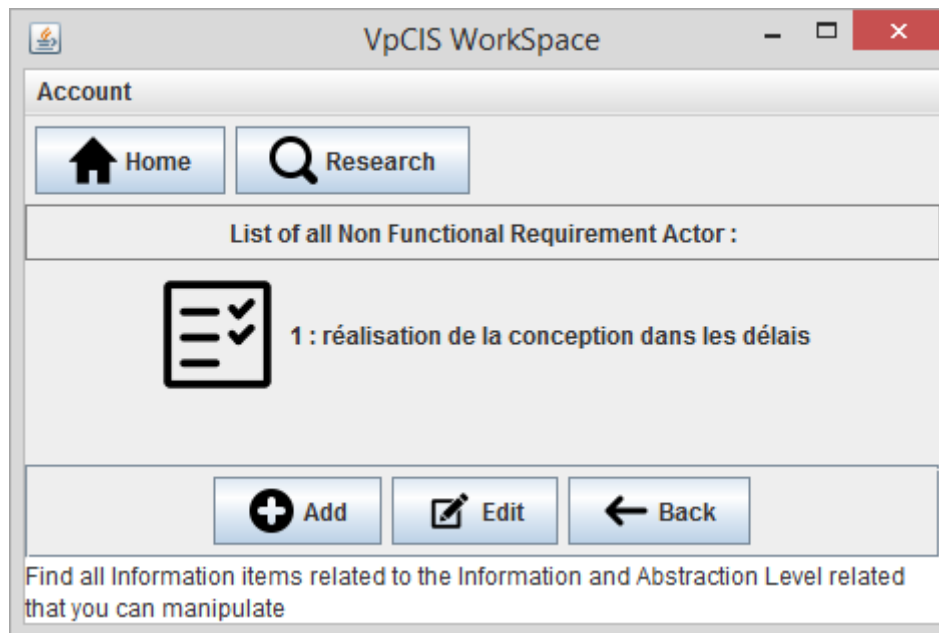 VpCIS WorkSpace
Account
Home
Research
List of all Non Functional Requirement Actor :
1 : réalisation de la conception dans les délais
Add
Edit
Back
Find all Information items related to the Information and Abstraction Level related
that you can manipulate